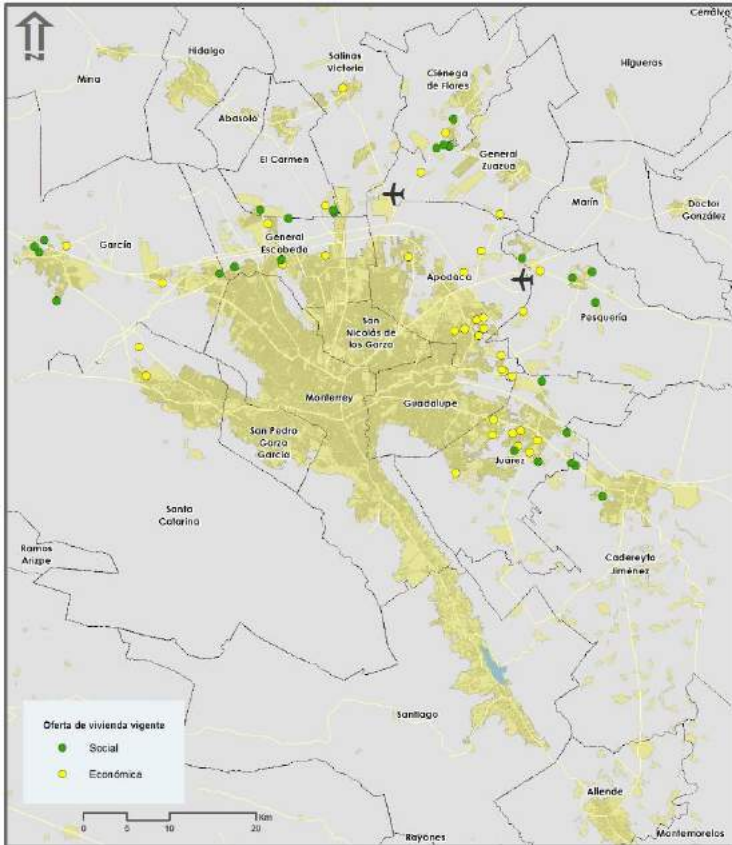 Cerralvo
N
Hidalgo
Salinas
Victoria
Higueras
Mina
Ciénega
de Flores
Abasolo
El Carmen
General
Zuazua
Marín
Doctor
González
García
General
Escobedo
Apodaca
Pesquería
San
Nicolás de
los Garza
Monterrey
Guadalupe
San Pedro
Garza
García
Juarez
Santa
Catarina
Ramos
Arizpe
Cadereyta
Jiménez
Santiago
Oferta de vivienda vigente
Social
Económica
Allende
Km
0 5 10 20
Rayones
Montemorelos